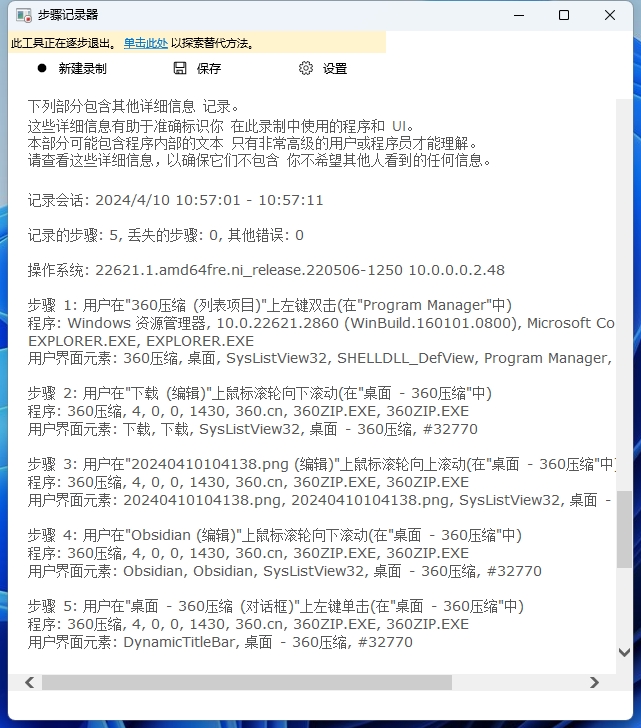 步骤记录器
此工具正在逐步退出。 单击此处 以探索替代方法。
新建录制 保存 设置
下列部分包含其他详细信息 记录。
这些详细信息有助于准确标识你 在此录制中使用的程序和 UI。
本部分可能包含程序内部的文本 只有非常高级的用户或程序员才能理解。
请查看这些详细信息，以确保它们不包含 你不希望其他人看到的任何信息。
记录会话: 2024/4/10 10:57:01 - 10:57:11
记录的步骤: 5, 丢失的步骤: 0, 其他错误: 0
操作系统: 22621.1.amd64fre.ni_release.220506-1250 10.0.0.0.2.48
步骤 1: 用户在"360压缩 (列表项目)"上左键双击(在"Program Manager"中)
程序: Windows 资源管理器, 10.0.22621.2860 (WinBuild.160101.0800), Microsoft Co
EXPLORER.EXE, EXPLORER.EXE
用户界面元素: 360压缩, 桌面, SysListView32, SHELLDLL_DefView, Program Manager,
步骤 2: 用户在"下载 (编辑)"上鼠标滚轮向下滚动(在"桌面 - 360压缩"中)
程序: 360压缩, 4, 0, 0, 1430, 360.cn, 360ZIP.EXE, 360ZIP.EXE
用户界面元素: 下载, 下载, SysListView32, 桌面 - 360压缩, #32770
步骤 3: 用户在"20240410104138.png (编辑)"上鼠标滚轮向上滚动(在"桌面 - 360压缩"中)
程序: 360压缩, 4, 0, 0, 1430, 360.cn, 360ZIP.EXE, 360ZIP.EXE
用户界面元素: 20240410104138.png, 20240410104138.png, SysListView32, 桌面 -
步骤 4: 用户在"Obsidian (编辑)"上鼠标滚轮向下滚动(在"桌面 - 360压缩"中)
程序: 360压缩, 4, 0, 0, 1430, 360.cn, 360ZIP.EXE, 360ZIP.EXE
用户界面元素: Obsidian, Obsidian, SysListView32, 桌面 - 360压缩, #32770
步骤 5: 用户在"桌面 - 360压缩 (对话框)"上左键单击(在"桌面 - 360压缩"中)
程序: 360压缩, 4, 0, 0, 1430, 360.cn, 360ZIP.EXE, 360ZIP.EXE
用户界面元素: DynamicTitleBar, 桌面 - 360压缩, #32770